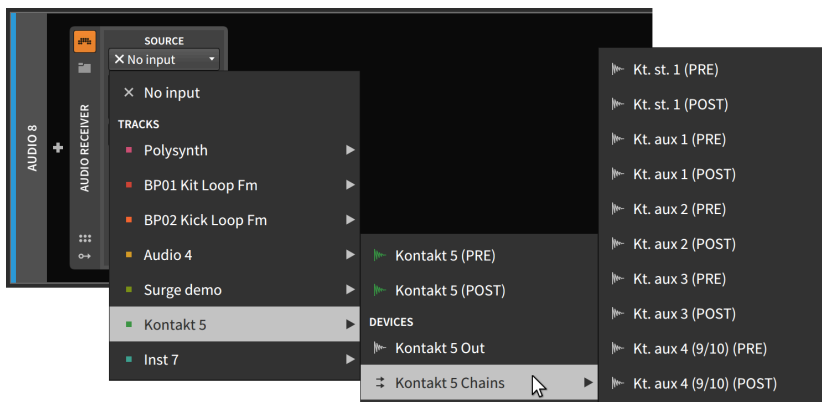 AUDIO 8
AUDIO RECEIVER
SOURCE
No input
No input
TRACKS
Polysynth
BP01 Kit Loop Fm
BP02 Kick Loop Fm
Audio 4
Surge demo
Kontakt 5
Inst 7
Kontakt 5 (PRE)
Kontakt 5 (POST)
DEVICES
Kontakt 5 Out
Kontakt 5 Chains
Kt. st. 1 (PRE)
Kt. st. 1 (POST)
Kt. aux 1 (PRE)
Kt. aux 1 (POST)
Kt. aux 2 (PRE)
Kt. aux 2 (POST)
Kt. aux 3 (PRE)
Kt. aux 3 (POST)
Kt. aux 4 (9/10) (PRE)
Kt. aux 4 (9/10) (POST)